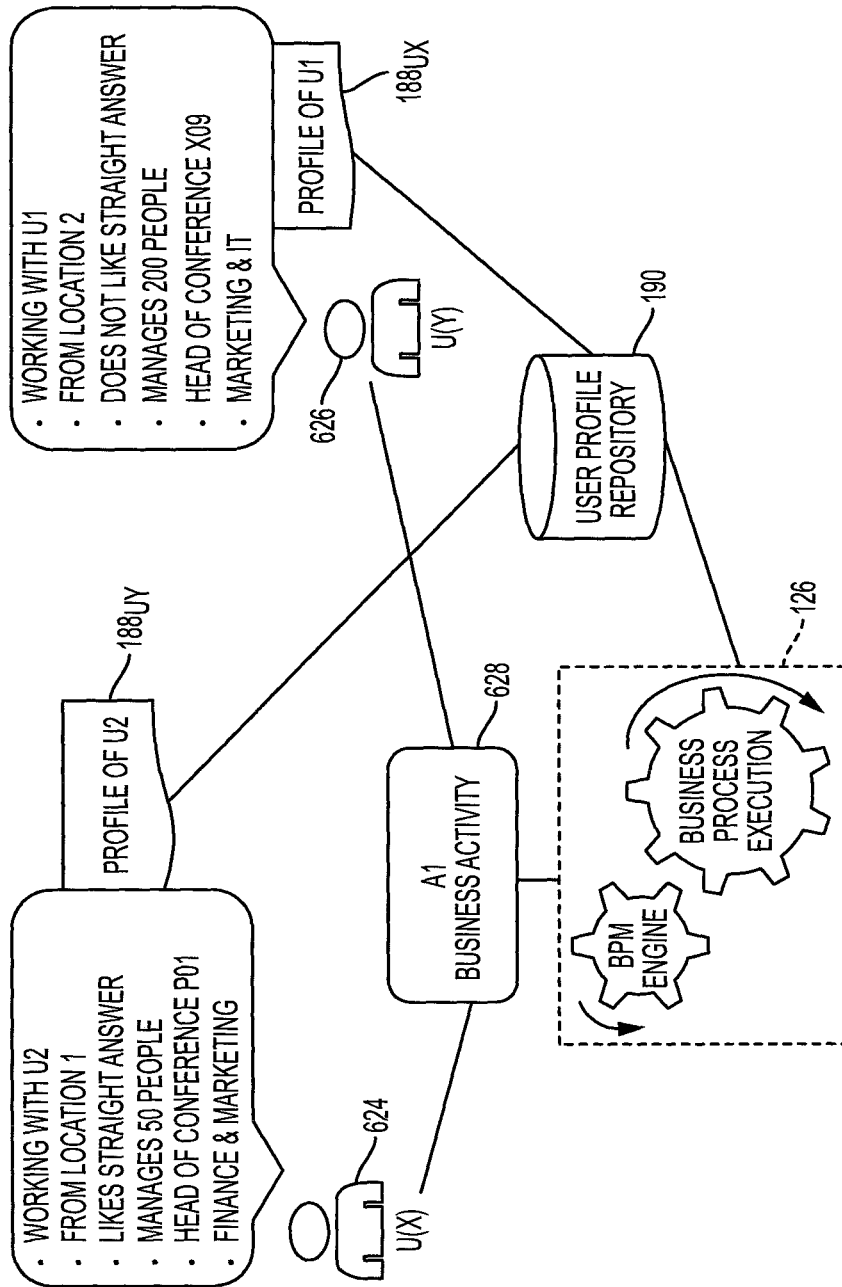 • WORKING WITH U2
• FROM LOCATION 1
• LIKES STRAIGHT ANSWER
• MANAGES 50 PEOPLE
• HEAD OF CONFERENCE P01
• FINANCE & MARKETING
PROFILE OF U2
188UY
624
U(X)
• WORKING WITH U1
• FROM LOCATION 2
• DOES NOT LIKE STRAIGHT ANSWER
• MANAGES 200 PEOPLE
• HEAD OF CONFERENCE X09
• MARKETING & IT
PROFILE OF U1
188UX
626
U(Y)
A1
BUSINESS ACTIVITY
628
USER PROFILE
REPOSITORY
190
BPM
ENGINE
BUSINESS
PROCESS
EXECUTION
126